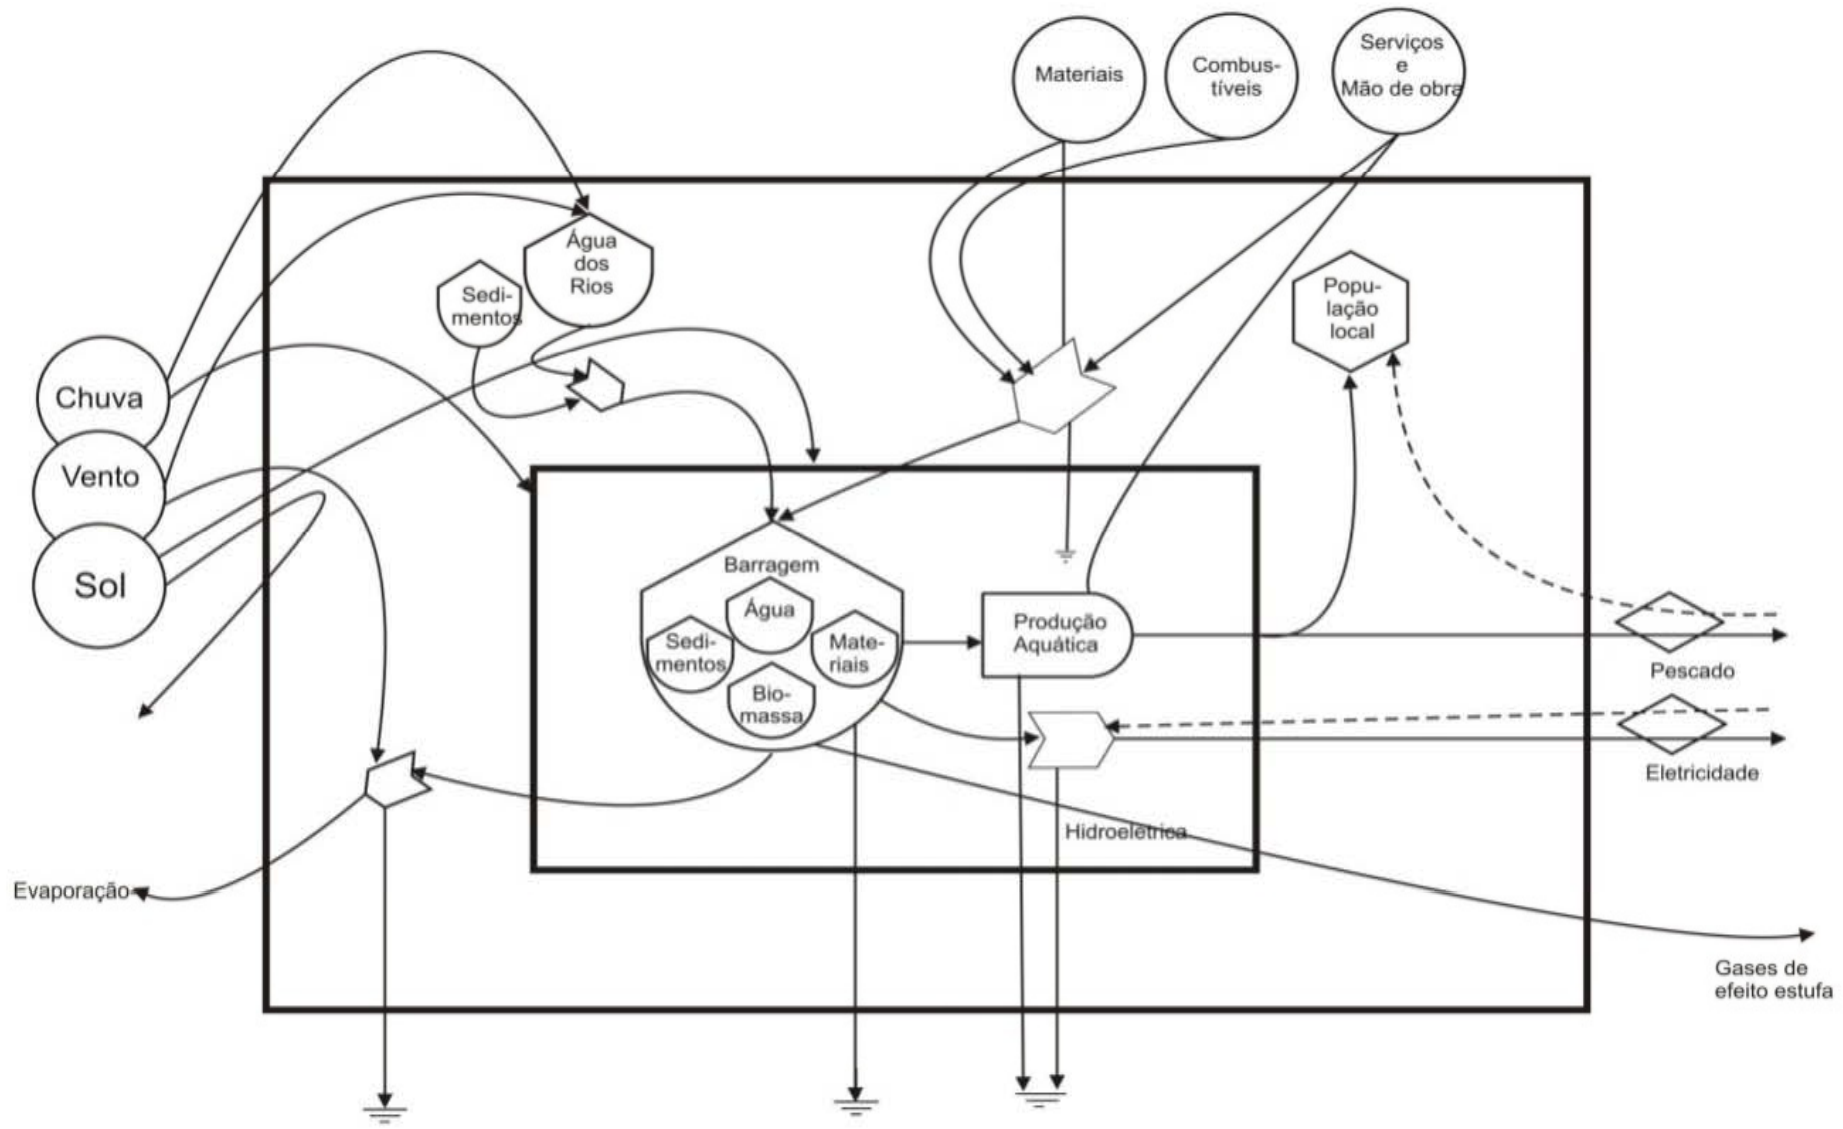 Materiais
Combus-
tíveis
Serviços
e
Mão de obra
Água
dos
Rios
Sedi-
mentos
Popu-
lação
local
Chuva
Vento
Sol
Barragem
Água
Sedi-
mentos
Mate-
riais
Bio-
massa
Produção
Aquática
Pescado
Eletricidade
Hidroelétrica
Evaporação
Gases de
efeito estufa